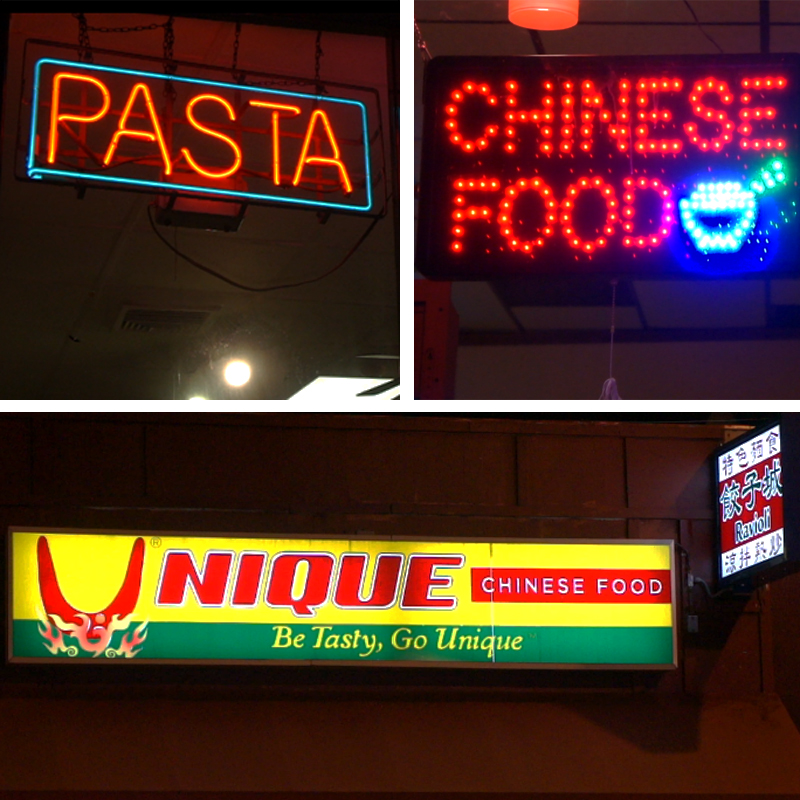 PASTA
CHINESE
FOOD
UNIQUE® CHINESE FOOD
Be Tasty, Go Unique
特色麵食
餃子城
Ravioli
涼拌熱炒